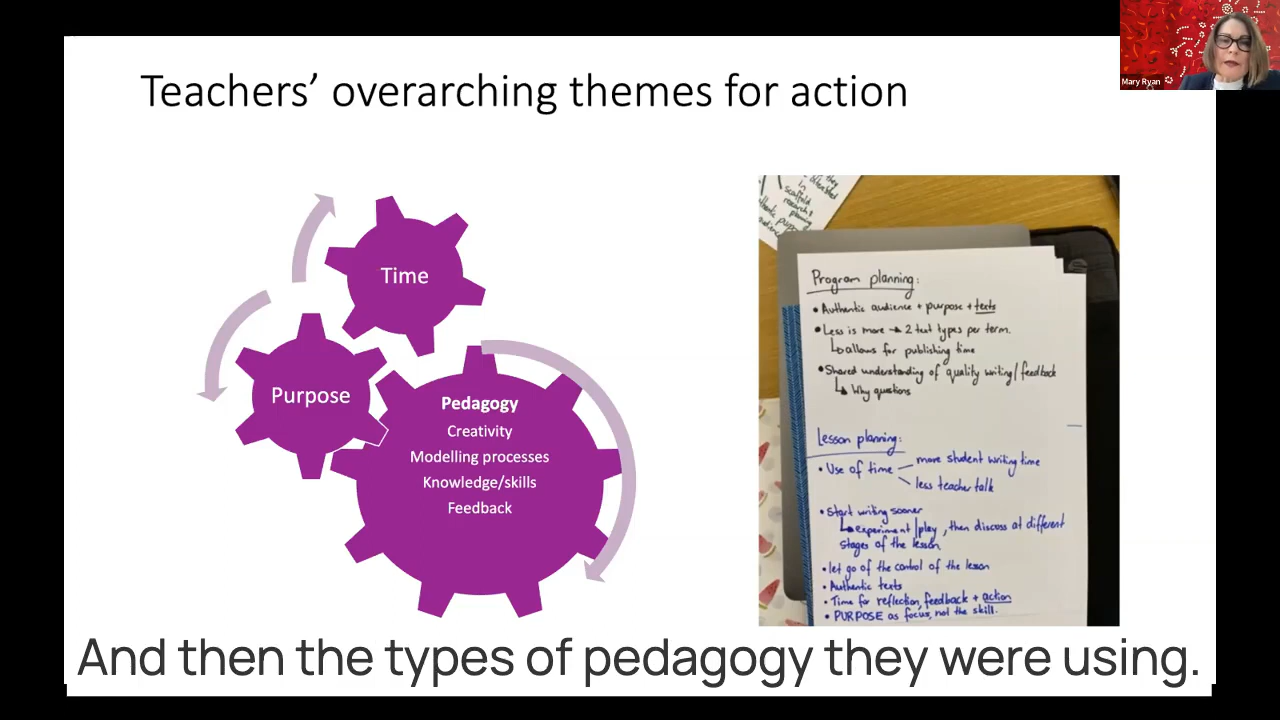 Mary Ryan
Teachers’ overarching themes for action
Time
Purpose
Pedagogy
Creativity
Modelling processes
Knowledge/skills
Feedback
in
scaffold
research &
planning
Program planning:
• Authentic audience + purpose + texts
• Less is more → 2 text types per term.
↳ allows for publishing time
• Shared understanding of quality writing/feedback
↳ Why questions
Lesson planning:
• Use of time
more student writing time
less teacher talk
• Start writing sooner
↳ experiment/play, then discuss at different
stages of the lesson.
• let go of the control of the lesson
• Authentic texts
• Time for reflection, feedback + action
• PURPOSE as focus, not the skill.
And then the types of pedagogy they were using.